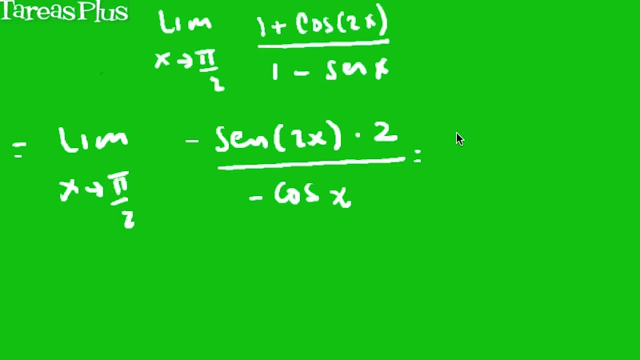 TareasPlus
Lim 1 + Cos(2x)
x → π/2 1 - sen x
= Lim - sen(2x) · 2 =
x → π/2 - cos x